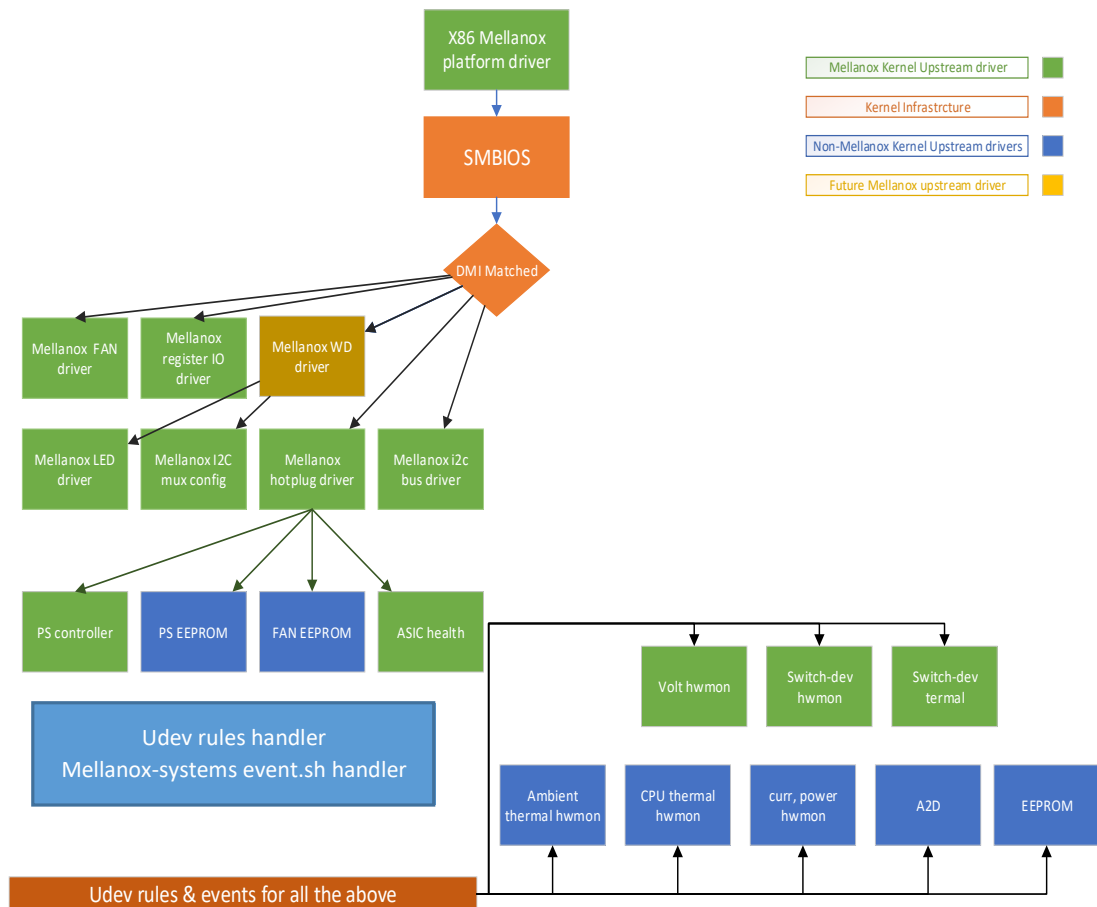 X86 Mellanox
platform driver
Mellanox Kernel Upstream driver
Kernel Infrastrcture
Non-Mellanox Kernel Upstream drivers
Future Mellanox upstream driver
SMBIOS
DMI Matched
Mellanox FAN
driver
Mellanox
register IO
driver
Mellanox WD
driver
Mellanox LED
driver
Mellanox I2C
mux config
Mellanox
hotplug driver
Mellanox i2c
bus driver
PS controller
PS EEPROM
FAN EEPROM
ASIC health
Volt hwmon
Switch-dev
hwmon
Switch-dev
termal
Udev rules handler
Mellanox-systems event.sh handler
Ambient
thermal hwmon
CPU thermal
hwmon
curr, power
hwmon
A2D
EEPROM
Udev rules & events for all the above